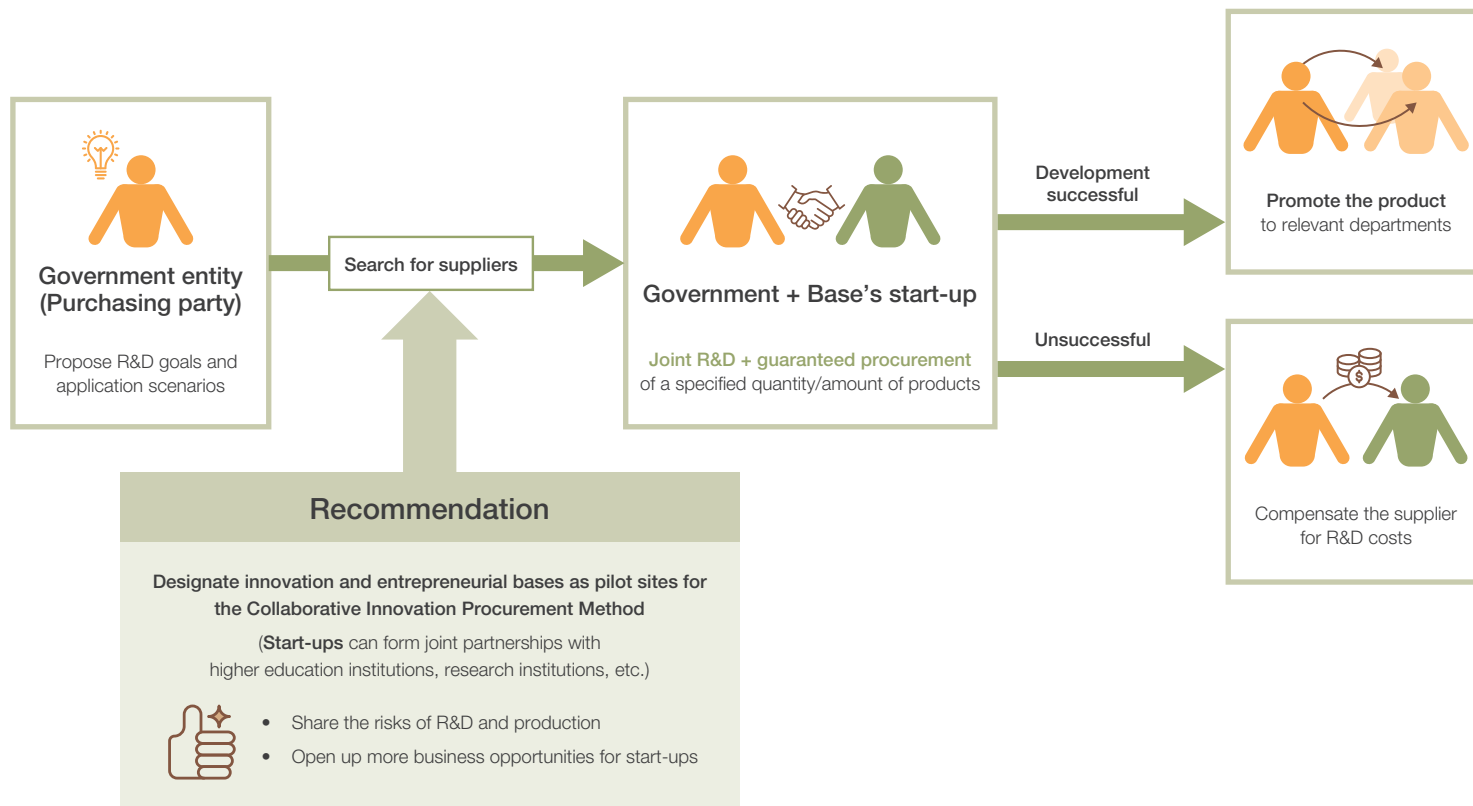 Government entity
(Purchasing party)
Propose R&D goals and
application scenarios
Search for suppliers
Government + Base's start-up
Joint R&D + guaranteed procurement
of a specified quantity/amount of products
Development
successful
$
Promote the product
to relevant departments
Unsuccessful
Compensate the supplier
for R&D costs
Recommendation
Designate innovation and entrepreneurial bases as pilot sites for
the Collaborative Innovation Procurement Method
(Start-ups can form joint partnerships with
higher education institutions, research institutions, etc.)
• Share the risks of R&D and production
• Open up more business opportunities for start-ups